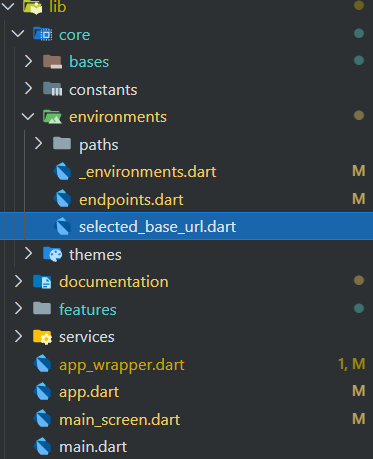 lib
core
bases
constants
environments
paths
_environments.dart M
endpoints.dart M
selected_base_url.dart
themes
documentation
features
services
app_wrapper.dart 1, M
app.dart M
main_screen.dart M
main.dart